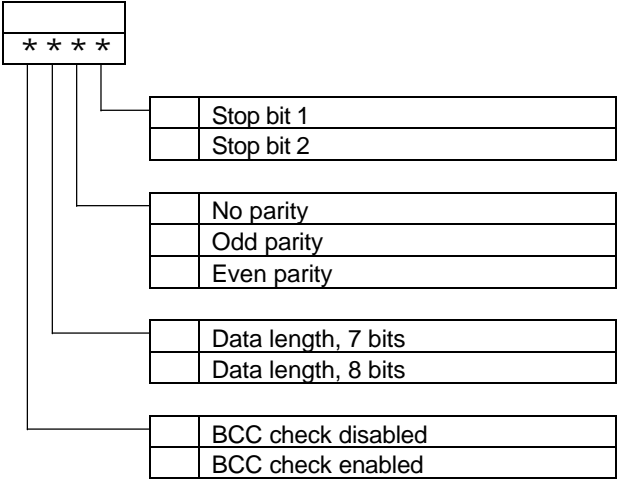 * * * *
Stop bit 1
Stop bit 2
No parity
Odd parity
Even parity
Data length, 7 bits
Data length, 8 bits
BCC check disabled
BCC check enabled